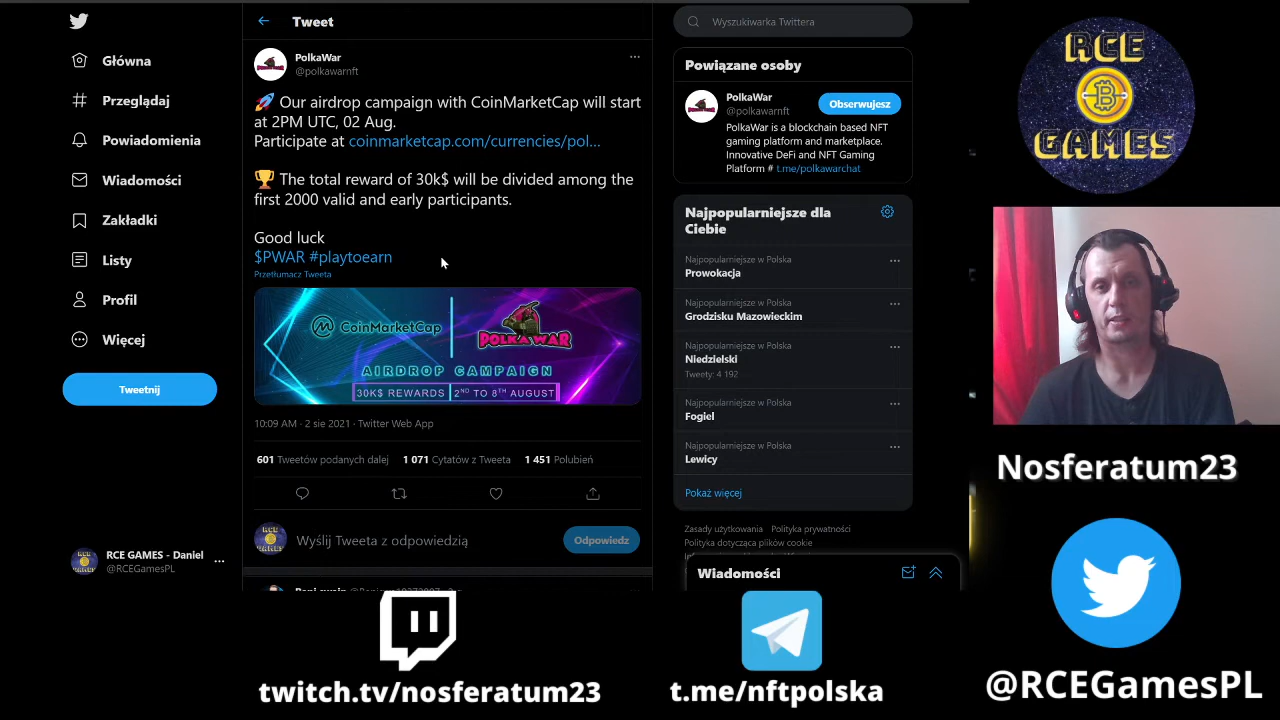 Tweet
Wyszukiwarka Twittera
Główna
Przeglądaj
Powiadomienia
Wiadomości
Zakładki
Listy
Profil
Więcej
Tweetnij
RCE GAMES - Daniel
@RCEGamesPL
PolkaWar
@polkawarnft
🚀 Our airdrop campaign with CoinMarketCap will start
at 2PM UTC, 02 Aug.
Participate at coinmarketcap.com/currencies/pol...
🏆 The total reward of 30k$ will be divided among the
first 2000 valid and early participants.
Good luck
$PWAR #playtoearn
Przetłumacz Tweeta
CoinMarketCap
POLKAWAR
AIRDROP CAMPAIGN
30K$ REWARDS 2ND TO 8TH AUGUST
10:09 AM · 2 sie 2021 · Twitter Web App
601 Tweetów podanych dalej 1 071 Cytatów z Tweeta 1 451 Polubień
Wyślij Tweeta z odpowiedzią
Odpowiedz
Powiązane osoby
PolkaWar
@polkawarnft
Obserwujesz
PolkaWar is a blockchain based NFT
gaming platform and marketplace.
Innovative DeFi and NFT Gaming
Platform # t.me/polkawarchat
Najpopularniejsze dla
Ciebie
Najpopularniejsze w Polska
Prowokacja
Najpopularniejsze w Polska
Grodzisku Mazowieckim
Najpopularniejsze w Polska
Niedzielski
Tweety: 4 192
Najpopularniejsze w Polska
Fogiel
Najpopularniejsze w Polska
Lewicy
Pokaż więcej
Zasady użytkowania Polityka prywatności
Polityka dotycząca plików cookie
Wiadomości
RCE
GAMES
Nosferatum23
@RCEGamesPL
twitch.tv/nosferatum23
t.me/nftpolska